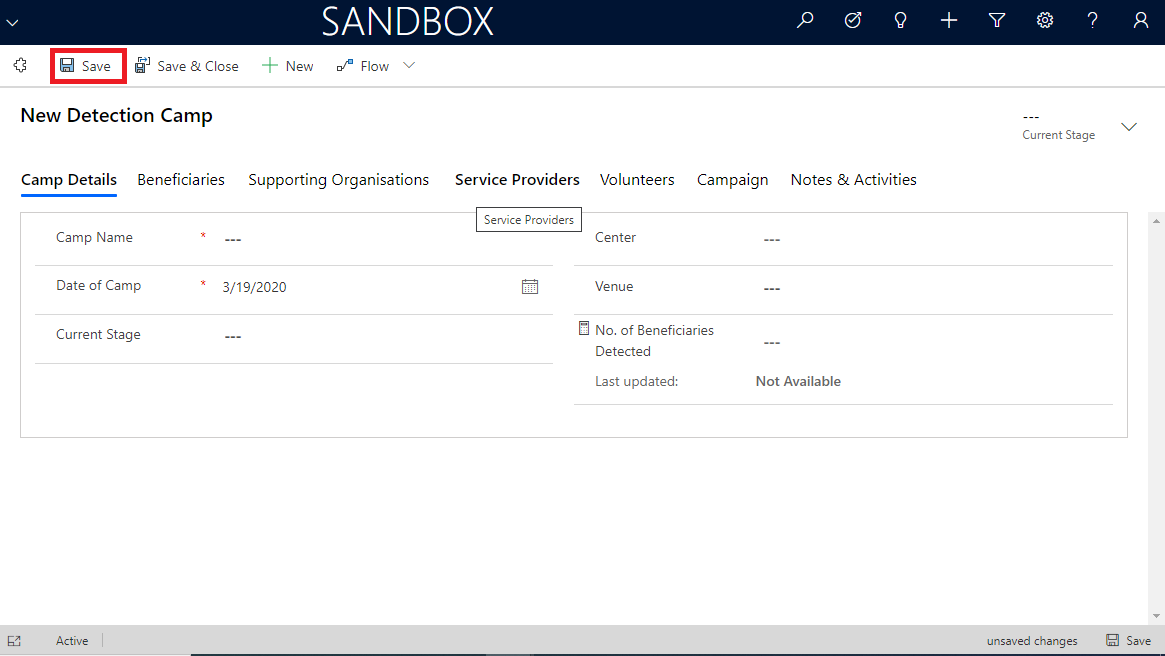 SANDBOX
Save Save & Close New Flow
New Detection Camp
---
Current Stage
Camp Details Beneficiaries Supporting Organisations Service Providers Volunteers Campaign Notes & Activities
Service Providers
Camp Name * --- Center ---
Date of Camp * 3/19/2020 Venue ---
Current Stage --- No. of Beneficiaries
Detected ---
Last updated: Not Available
Active unsaved changes Save